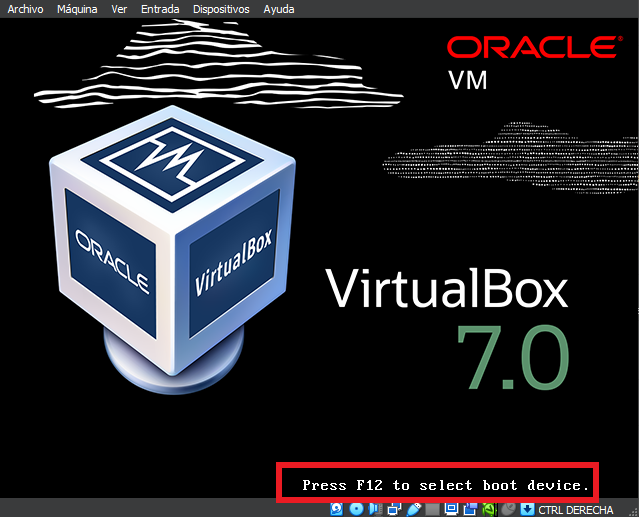 Archivo Máquina Ver Entrada Dispositivos Ayuda
ORACLE®
VM
VM
ORACLE
VirtualBox
VirtualBox
7.0
Press F12 to select boot device.
CTRL DERECHA